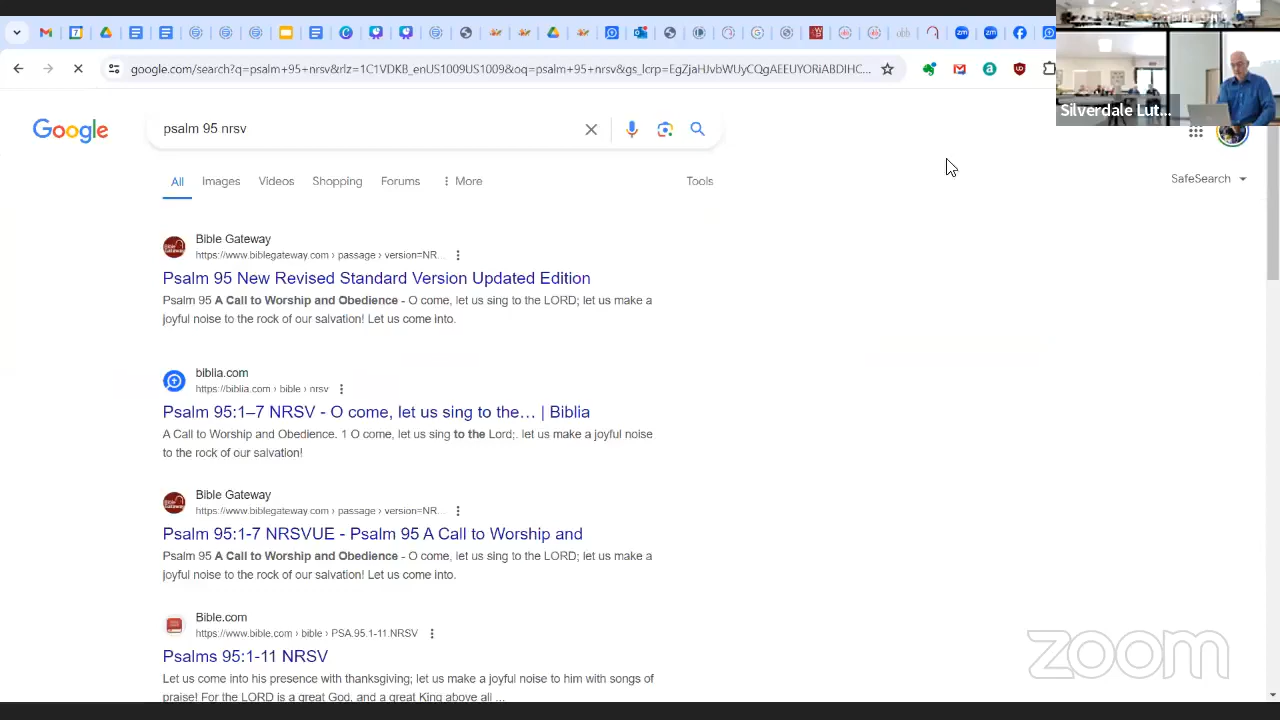 google.com/search?q=psalm+95+nrsv&rlz=1C1VDKB_enUS1009US1009&oq=psalm+95+nrsv&gs_lcrp=EgZjaHJvbWUyCQgAEEUYORiABDIHC...
Silverdale Lut...
Google
psalm 95 nrsv
All Images Videos Shopping Forums More Tools
SafeSearch
Bible Gateway
https://www.biblegateway.com › passage › version=NR...
Psalm 95 New Revised Standard Version Updated Edition
Psalm 95 A Call to Worship and Obedience - O come, let us sing to the LORD; let us make a
joyful noise to the rock of our salvation! Let us come into.
biblia.com
https://biblia.com › bible › nrsv
Psalm 95:1–7 NRSV - O come, let us sing to the… | Biblia
A Call to Worship and Obedience. 1 O come, let us sing to the Lord;. let us make a joyful noise
to the rock of our salvation!
Bible Gateway
https://www.biblegateway.com › passage › version=NR...
Psalm 95:1-7 NRSVUE - Psalm 95 A Call to Worship and
Psalm 95 A Call to Worship and Obedience - O come, let us sing to the LORD; let us make a
joyful noise to the rock of our salvation! Let us come into.
Bible.com
https://www.bible.com › bible › PSA.95.1-11.NRSV
Psalms 95:1-11 NRSV
Let us come into his presence with thanksgiving; let us make a joyful noise to him with songs of
praise! For the LORD is a great God, and a great King above all ...
zoom